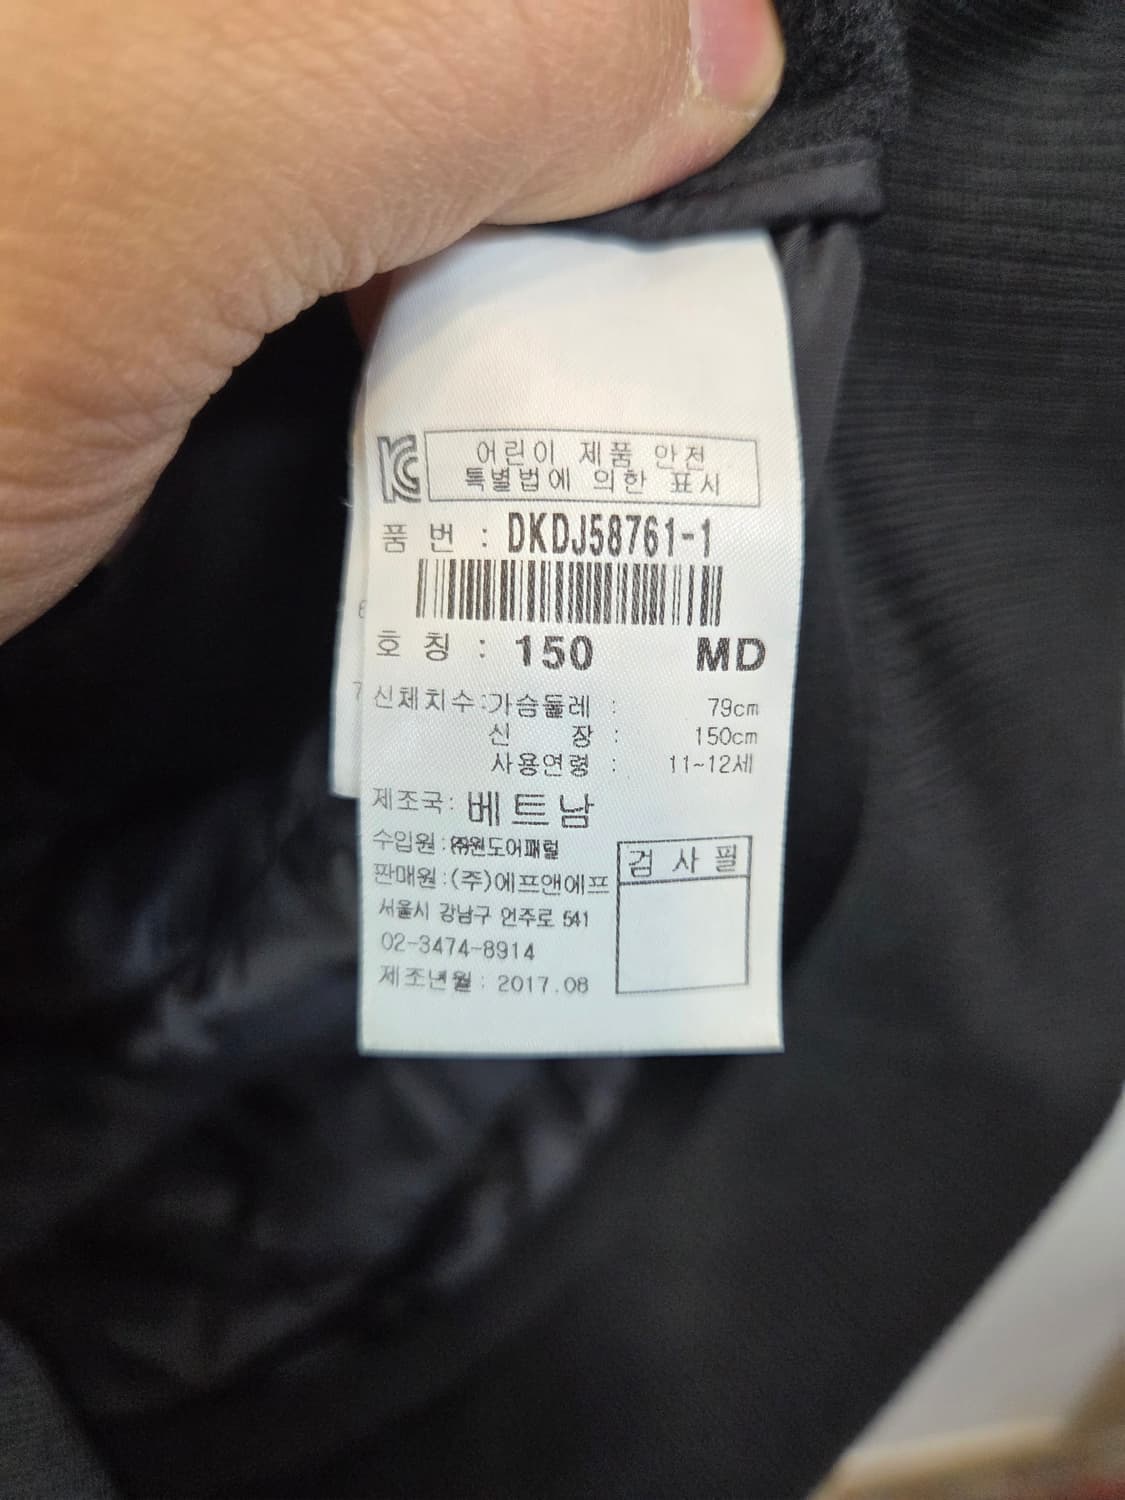 KC
어린이 제품 안전
특별법에 의한 표시
품 번 : DKDJ58761-1
호 칭 : 150 MD
신체치수:가슴둘레 : 79cm
신 장 : 150cm
사용연령 : 11~12세
제조국: 베트남
수입원:㈜원도어패럴
판매원:(주)에프앤에프
서울시 강남구 언주로 541
02-3474-8914
제조년월: 2017.08
검 사 필